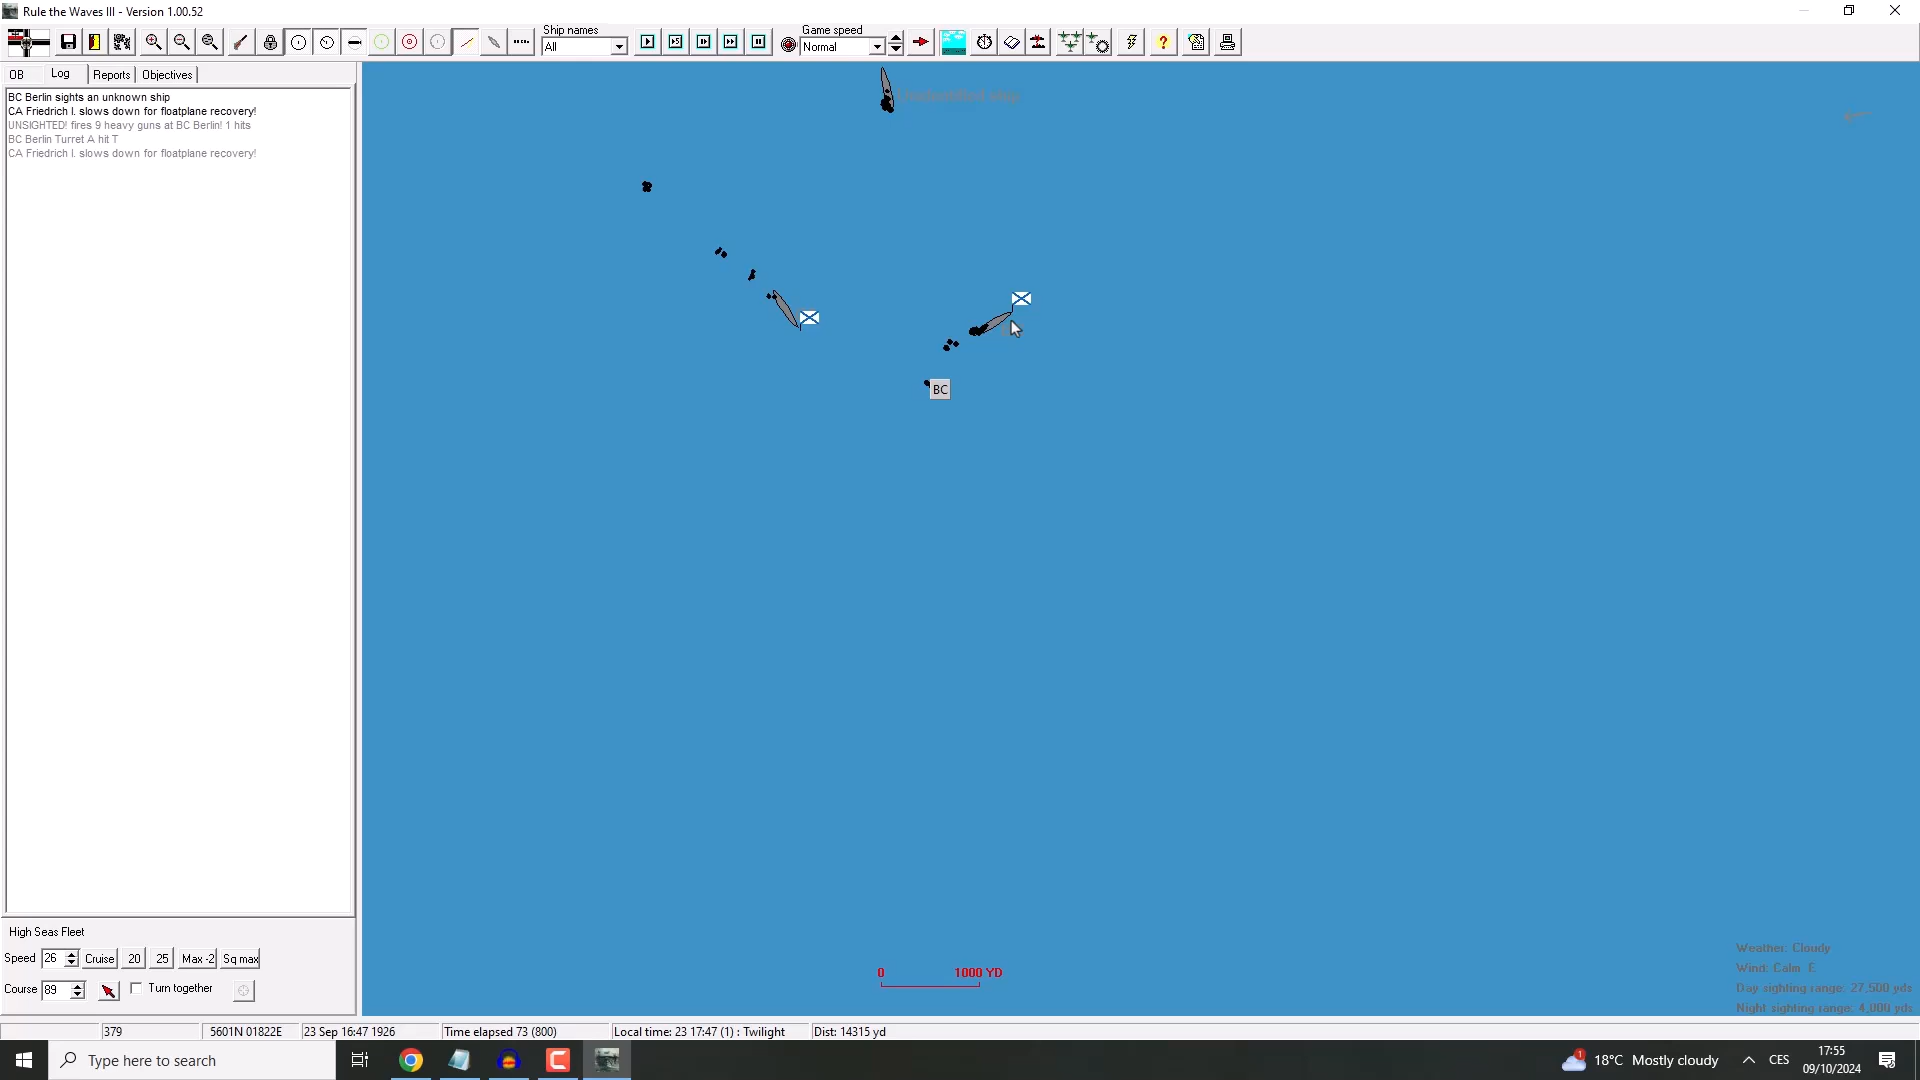 Rule the Waves III - Version 1.00.52
Ship names
All
Game speed
Normal
OB
Log
Reports
Objectives
BC Berlin sights an unknown ship
CA Friedrich I. slows down for floatplane recovery!
UNSIGHTED! fires 9 heavy guns at BC Berlin! 1 hits
BC Berlin Turret A hit T
CA Friedrich I. slows down for floatplane recovery!
Unidentified ship
BC
0 1000 YD
Weather: Cloudy
Wind: Calm E
Day sighting range: 27,500 yds
Night sighting range: 4,000 yds
High Seas Fleet
Speed 26 Cruise 20 25 Max -2 Sq max
Course 89 Turn together
379 5601N 01822E 23 Sep 16:47 1926 Time elapsed 73 (800) Local time: 23 17:47 (1) : Twilight Dist: 14315 yd
Type here to search
1
18°C Mostly cloudy
CES
17:55
09/10/2024